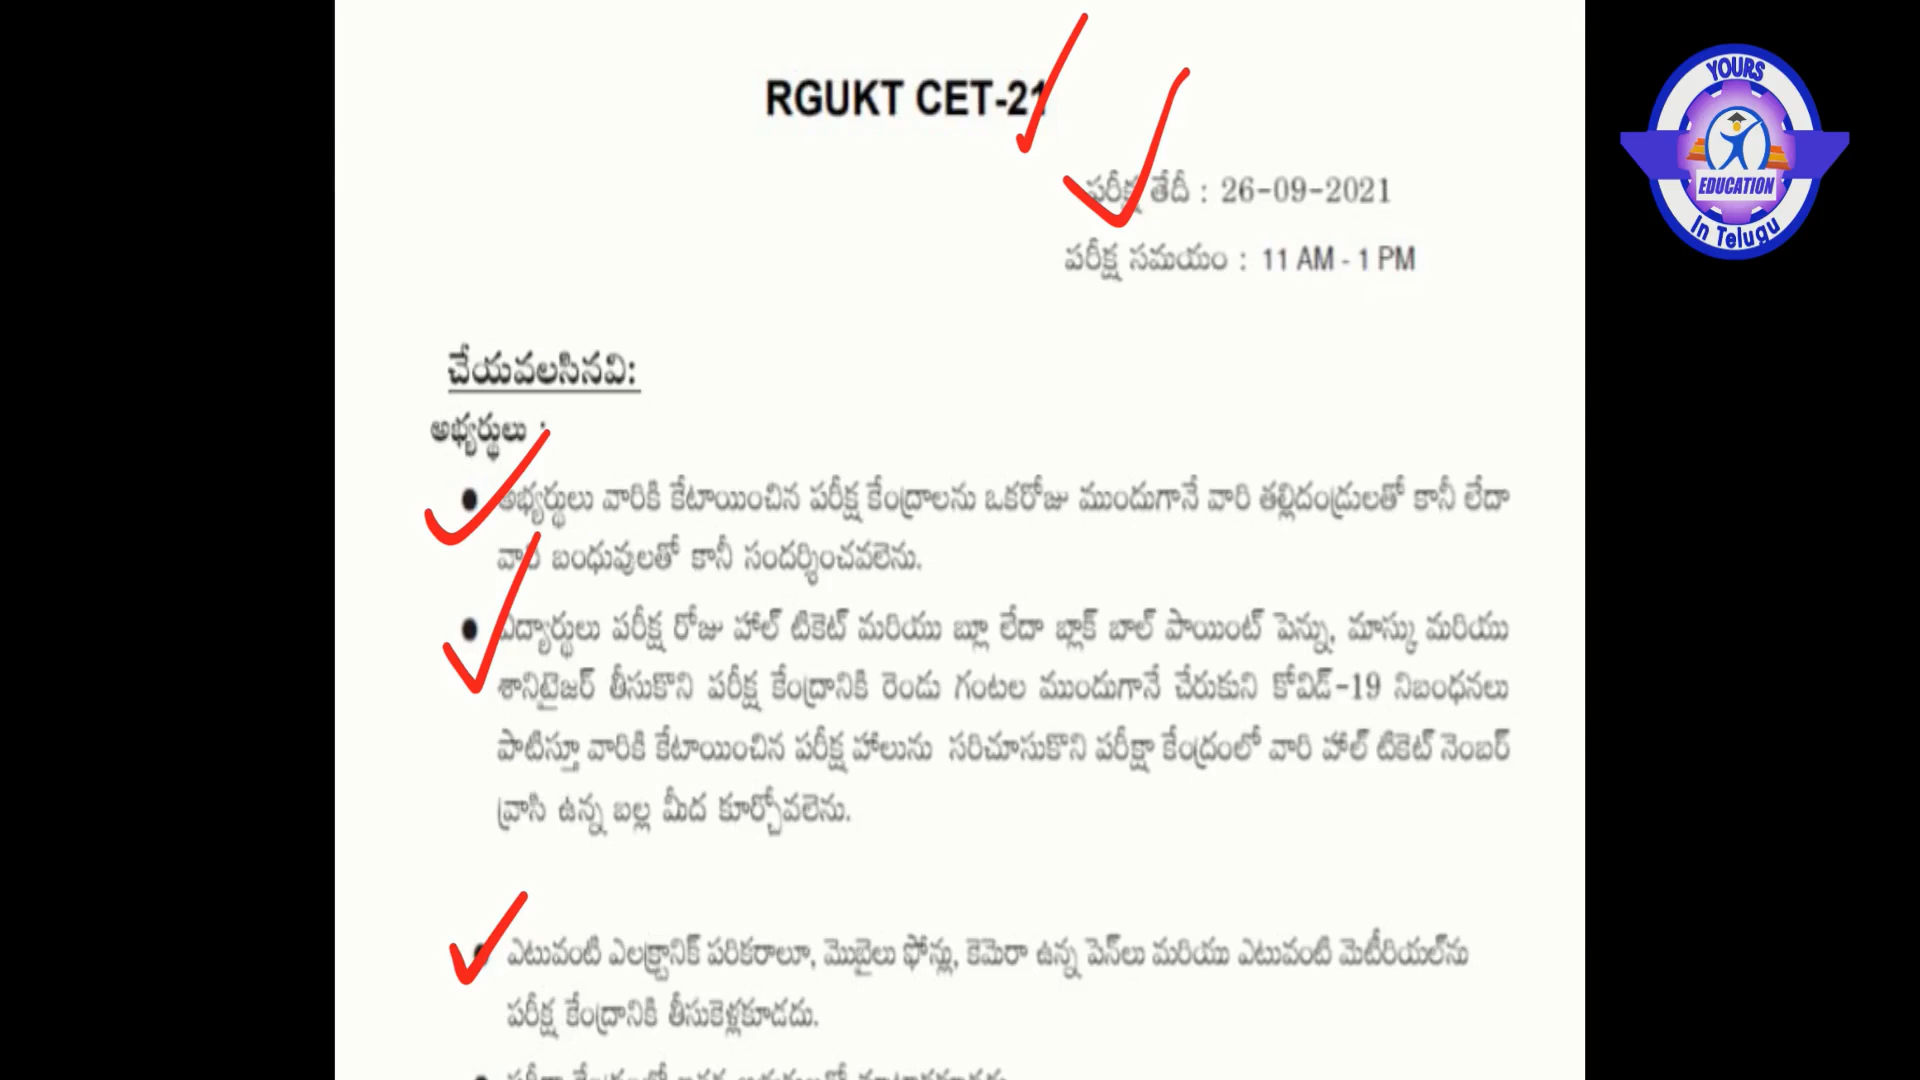 RGUKT CET-21
పరీక్ష తేదీ : 26-09-2021
పరీక్ష సమయం : 11 AM - 1 PM
చేయవలసినవి:
అభ్యర్థులు :
అభ్యర్థులు వారికి కేటాయించిన పరీక్ష కేంద్రాలను ఒకరోజు ముందుగానే వారి తల్లిదండ్రులతో కానీ లేదా
వారి బంధువులతో కానీ సందర్శించవలెను.
విద్యార్థులు పరీక్ష రోజు హాల్ టికెట్ మరియు బ్లూ లేదా బ్లాక్ బాల్ పాయింట్ పెన్ను, మాస్కు మరియు
శానిటైజర్ తీసుకొని పరీక్ష కేంద్రానికి రెండు గంటల ముందుగానే చేరుకుని కోవిడ్-19 నిబంధనలు
పాటిస్తూ వారికి కేటాయించిన పరీక్ష హాలును సరిచూసుకొని పరీక్షా కేంద్రంలో వారి హాల్ టికెట్ నెంబర్
వ్రాసి ఉన్న బల్ల మీద కూర్చోవలెను.
ఎటువంటి ఎలక్ట్రానిక్ పరికరాలూ, మొబైలు ఫోన్లు, కెమెరా ఉన్న పెన్‌లు మరియు ఎటువంటి మెటీరియల్‌ను
పరీక్ష కేంద్రానికి తీసుకెళ్లకూడదు.
YOURS
EDUCATION
In Telugu